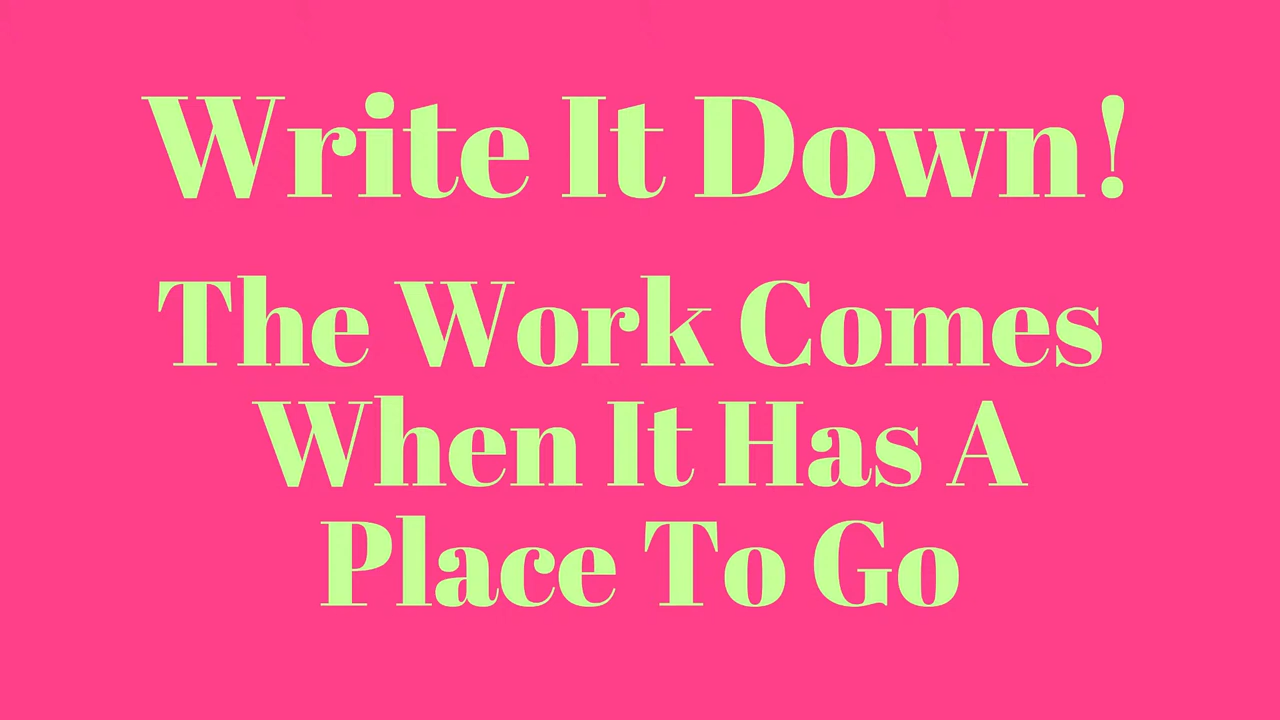 Write It Down!
The Work Comes
When It Has A
Place To Go